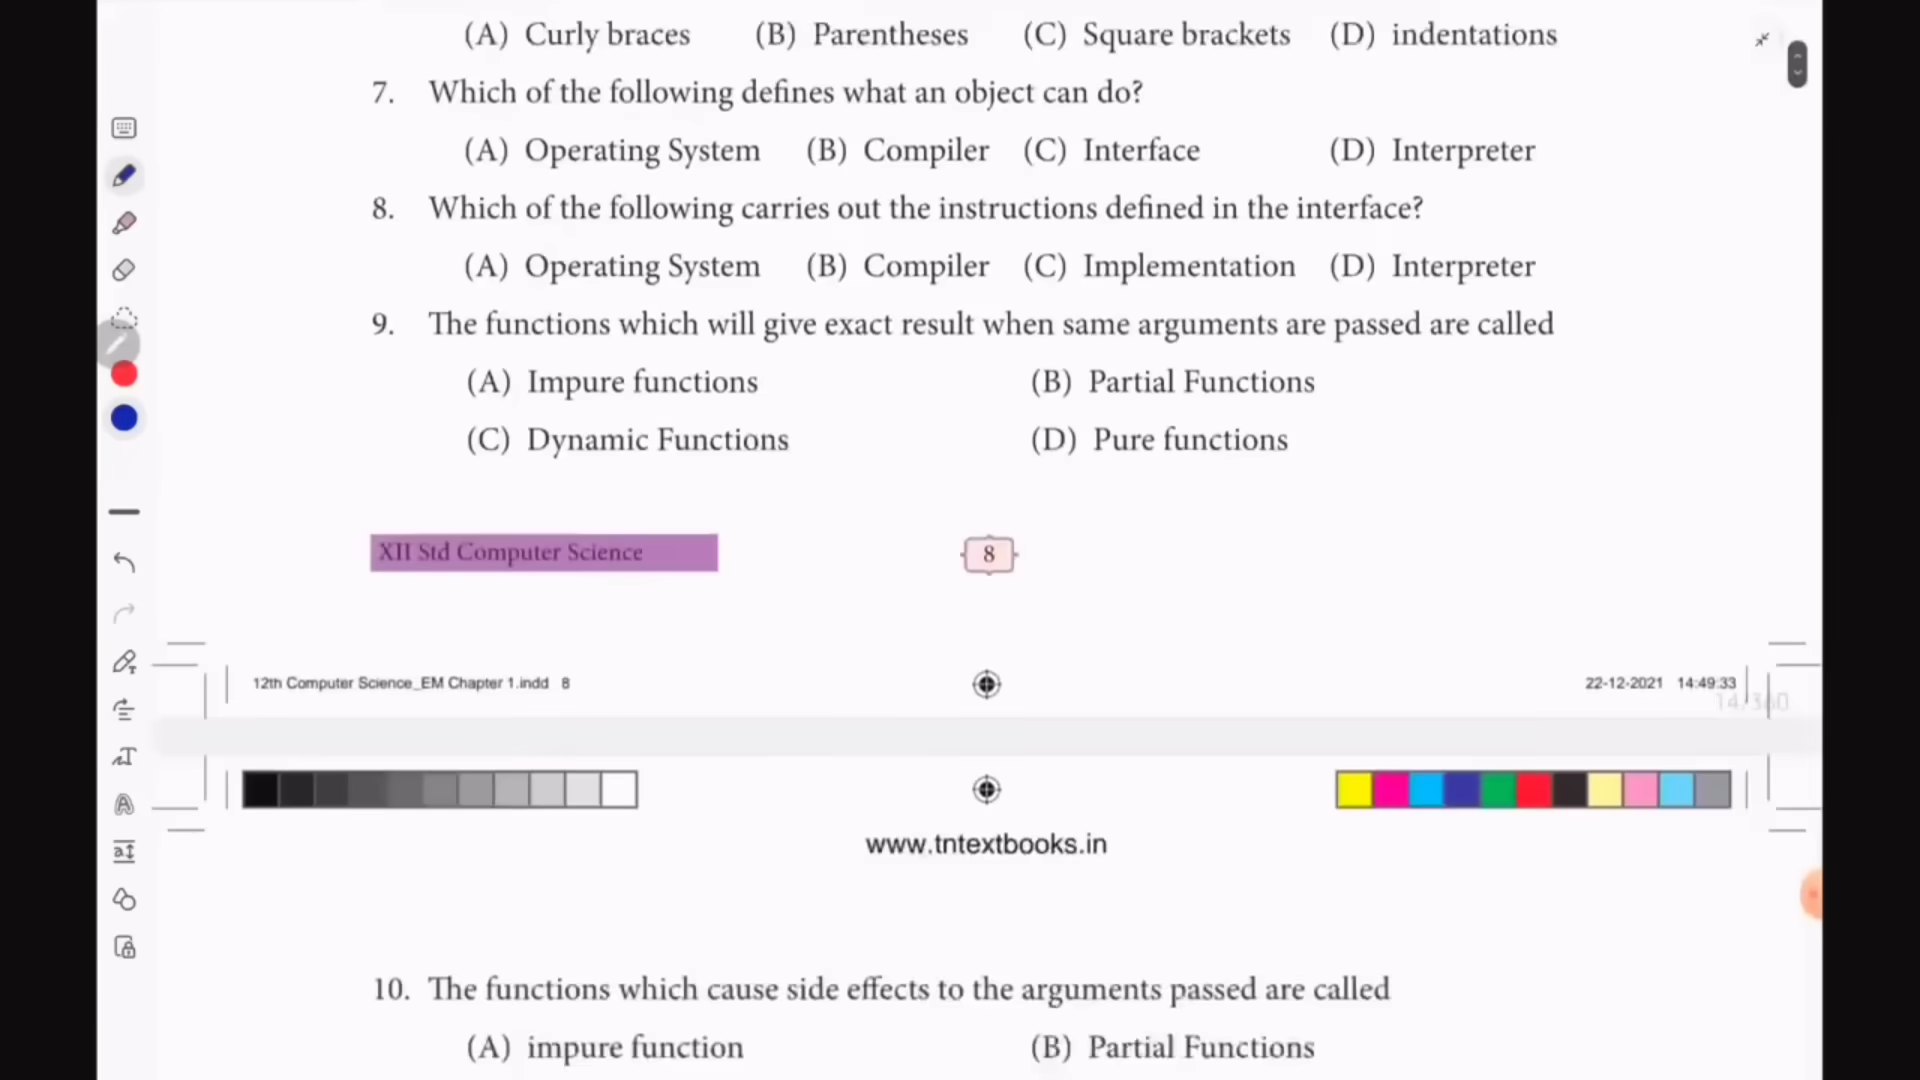 (A) Curly braces (B) Parentheses (C) Square brackets (D) indentations
7. Which of the following defines what an object can do?
(A) Operating System (B) Compiler (C) Interface (D) Interpreter
8. Which of the following carries out the instructions defined in the interface?
(A) Operating System (B) Compiler (C) Implementation (D) Interpreter
9. The functions which will give exact result when same arguments are passed are called
(A) Impure functions (B) Partial Functions
(C) Dynamic Functions (D) Pure functions
XII Std Computer Science 8
12th Computer Science_EM Chapter 1.indd 8 22-12-2021 14:49:33
14/360
www.tntextbooks.in
10. The functions which cause side effects to the arguments passed are called
(A) impure function (B) Partial Functions